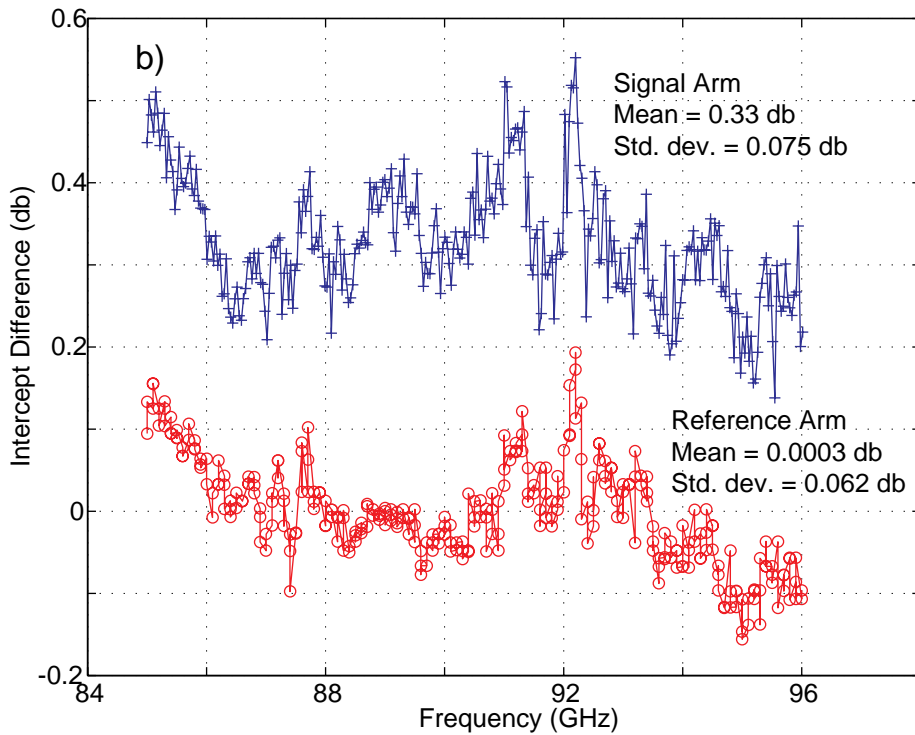 b)
0.6
0.4
0.2
0
-0.2
Intercept Difference (db)
Signal Arm
Mean = 0.33 db
Std. dev. = 0.075 db
Reference Arm
Mean = 0.0003 db
Std. dev. = 0.062 db
84
88
92
96
Frequency (GHz)